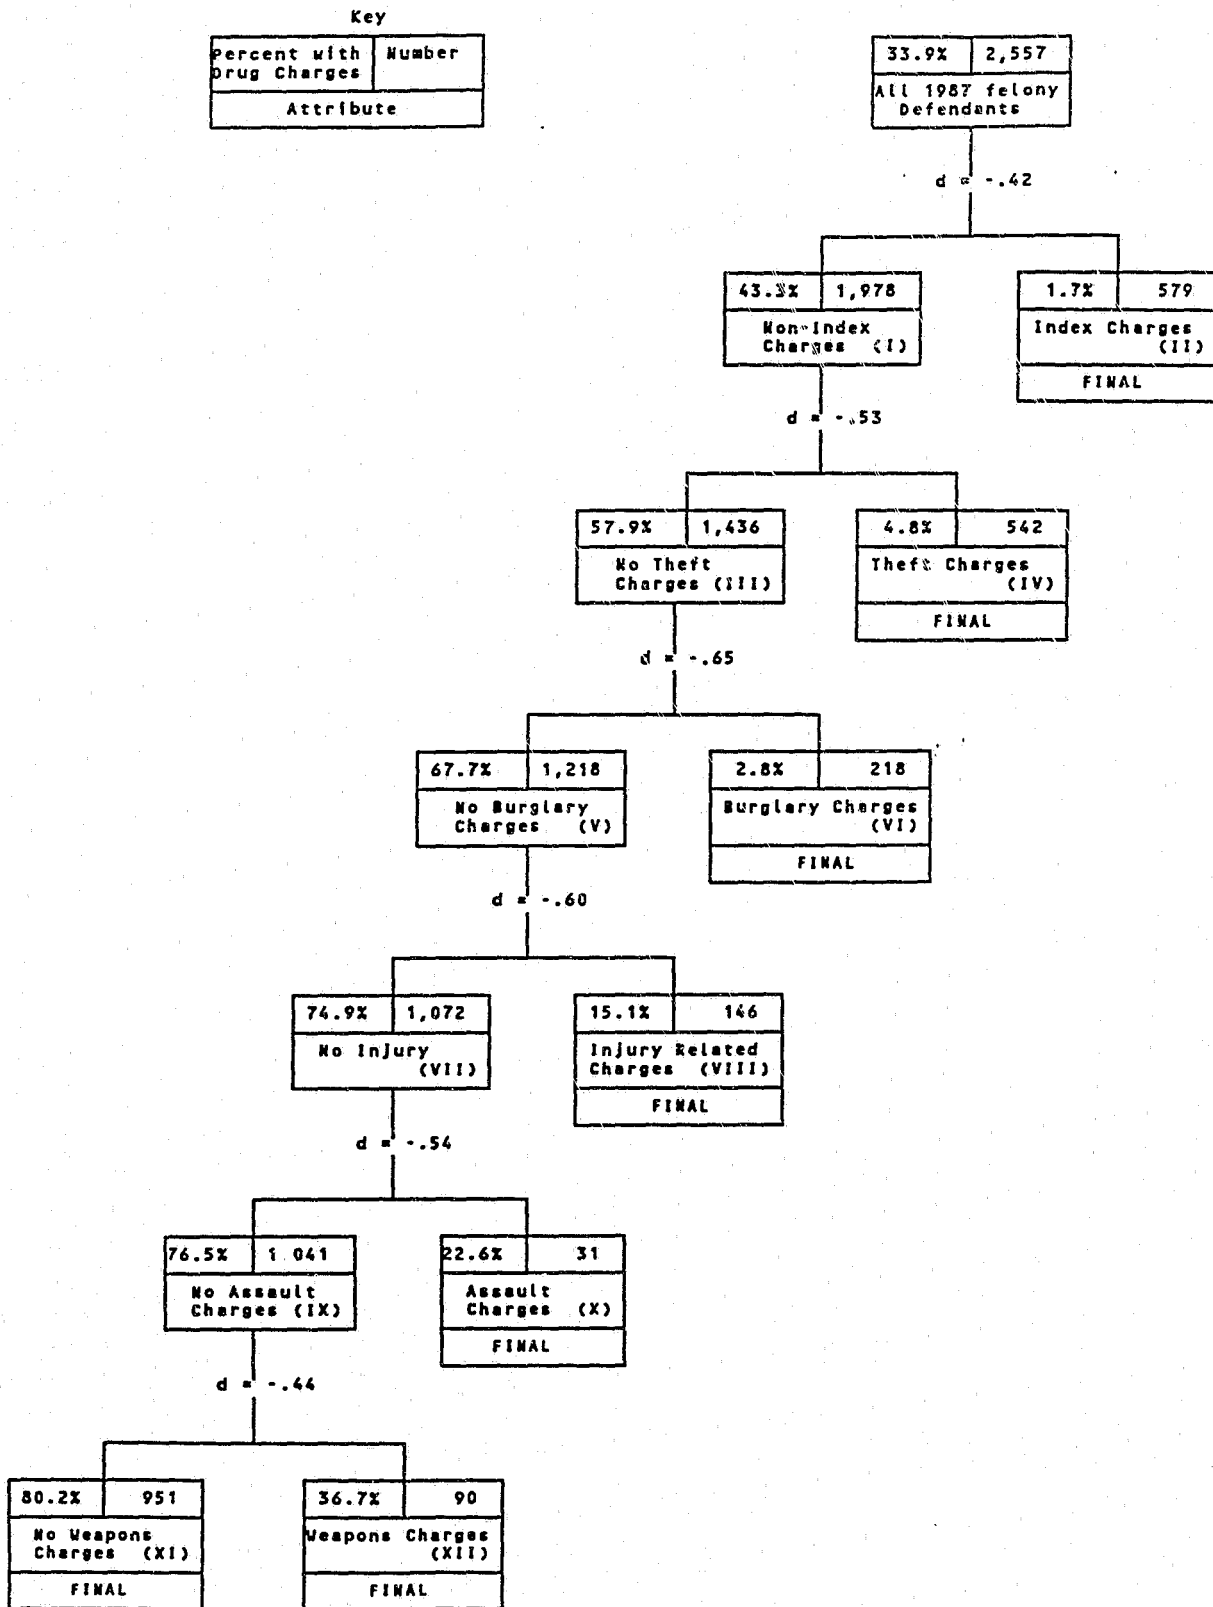 Key
Percent with Number
Drug Charges
Attribute
33.9% 2,557
All 1987 felony
Defendants
d = -.42
43.3% 1,978
Non-Index
Charges (I)
1.7% 579
Index Charges
(II)
FINAL
d = -.53
57.9% 1,436
No Theft
Charges (III)
4.8% 542
Theft Charges
(IV)
FINAL
d = -.65
67.7% 1,218
No Burglary
Charges (V)
2.8% 218
Burglary Charges
(VI)
FINAL
d = -.60
74.9% 1,072
No Injury
(VII)
15.1% 146
Injury Related
Charges (VIII)
FINAL
d = -.54
76.5% 1 041
No Assault
Charges (IX)
22.6% 31
Assault
Charges (X)
FINAL
d = -.44
80.2% 951
No Weapons
Charges (XI)
FINAL
36.7% 90
Weapons Charges
(XII)
FINAL